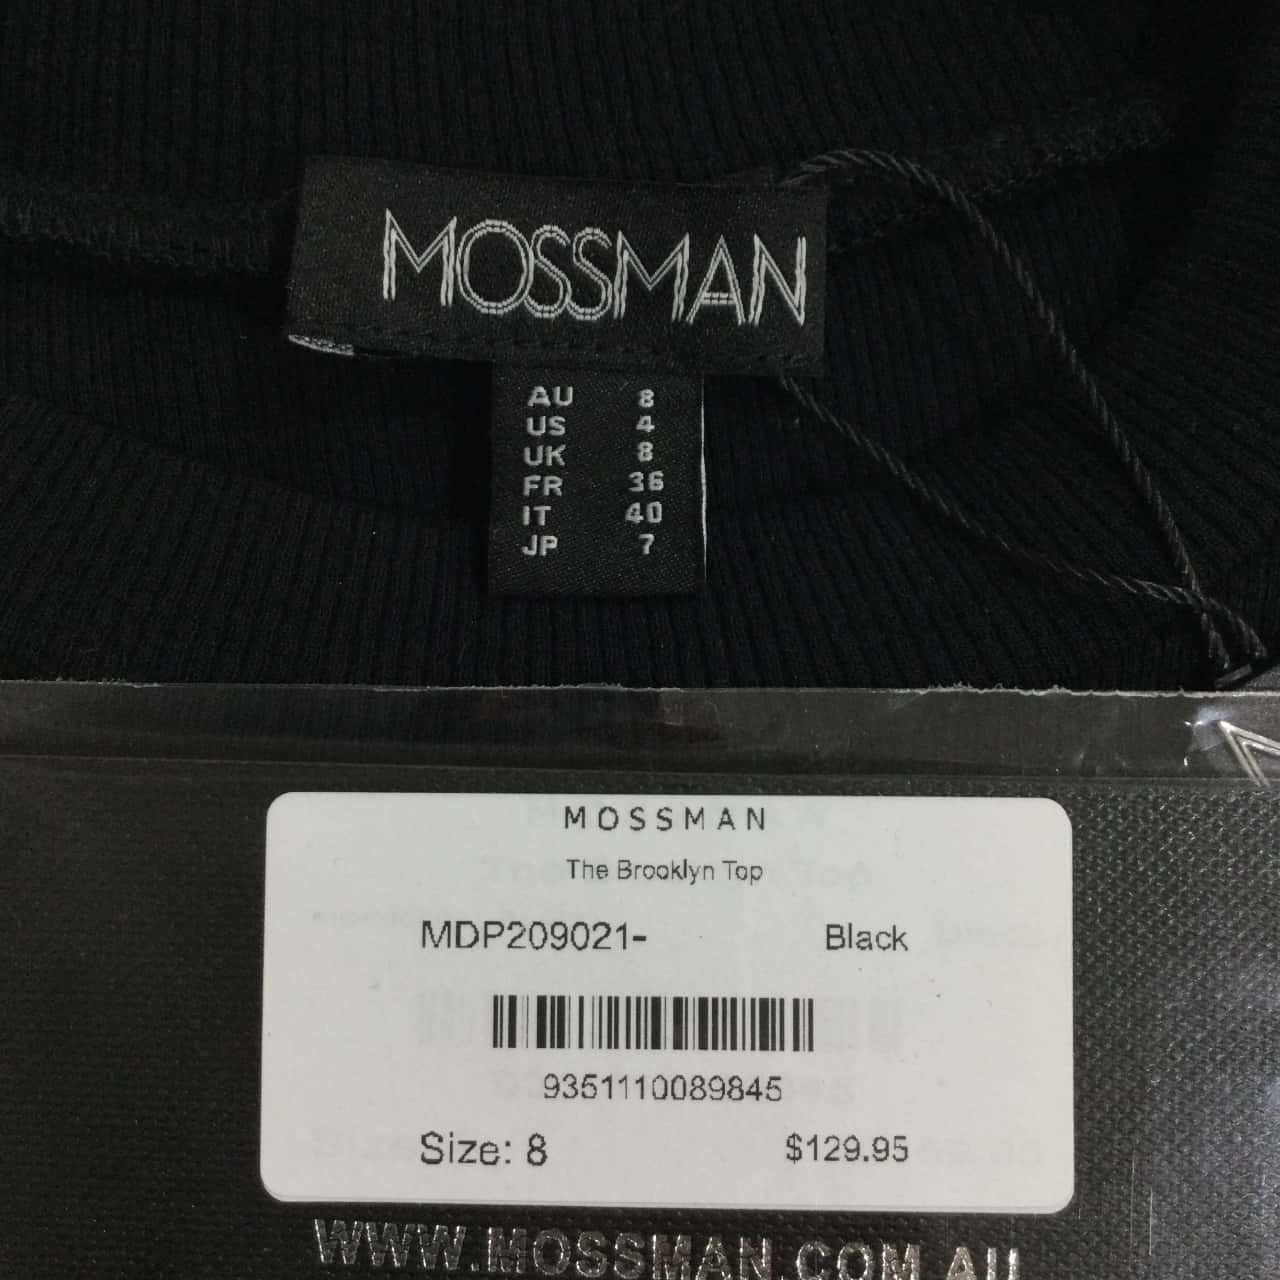 MOSSMAN
AU 8
US 4
UK 8
FR 36
IT 40
JP 7
MOSSMAN
The Brooklyn Top
MDP209021- Black
9351110089845
Size: 8 $129.95
WWW.MOSSMAN.COM.AU